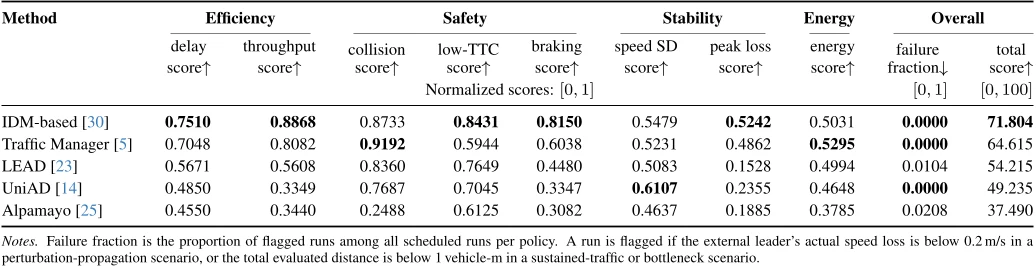 Method Efficiency Safety Stability Energy Overall
delay throughput collision low-TTC braking speed SD peak loss energy failure total
score↑ score↑ score↑ score↑ score↑ score↑ score↑ score↑ fraction↓ score↑
Normalized scores: [0, 1] [0, 1] [0, 100]
IDM-based [30] 0.7510 0.8868 0.8733 0.8431 0.8150 0.5479 0.5242 0.5031 0.0000 71.804
Traffic Manager [5] 0.7048 0.8082 0.9192 0.5944 0.6038 0.5231 0.4862 0.5295 0.0000 64.615
LEAD [23] 0.5671 0.5608 0.8360 0.7649 0.4480 0.5083 0.1528 0.4994 0.0104 54.215
UniAD [14] 0.4850 0.3349 0.7687 0.7045 0.3347 0.6107 0.2355 0.4648 0.0000 49.235
Alpamayo [25] 0.4550 0.3440 0.2488 0.6125 0.3082 0.4637 0.1885 0.3785 0.0208 37.490
Notes. Failure fraction is the proportion of flagged runs among all scheduled runs per policy. A run is flagged if the external leader's actual speed loss is below 0.2 m/s in a
perturbation-propagation scenario, or the total evaluated distance is below 1 vehicle-m in a sustained-traffic or bottleneck scenario.